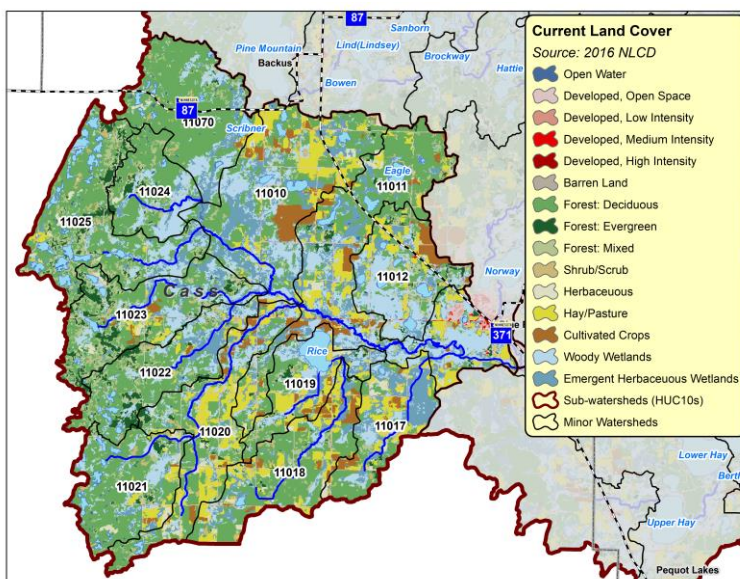 87
Sanborn
Pine Mountain
Lind(Lindsey)
Brockway
Backus
Hattie
Bowen
87
11070
Scribner
Eagle
11024
11010
11011
11025
11012
Norway
Cass
11023
371
Rice
11022
11019
11020
11017
11018
11021
Lower Hay
Upper Hay
Pequot Lakes
Current Land Cover
Source: 2016 NLCD
Open Water
Developed, Open Space
Developed, Low Intensity
Developed, Medium Intensity
Developed, High Intensity
Barren Land
Forest: Deciduous
Forest: Evergreen
Forest: Mixed
Shrub/Scrub
Herbaceuous
Hay/Pasture
Cultivated Crops
Woody Wetlands
Emergent Herbaceuous Wetlands
Sub-watersheds (HUC10s)
Minor Watersheds